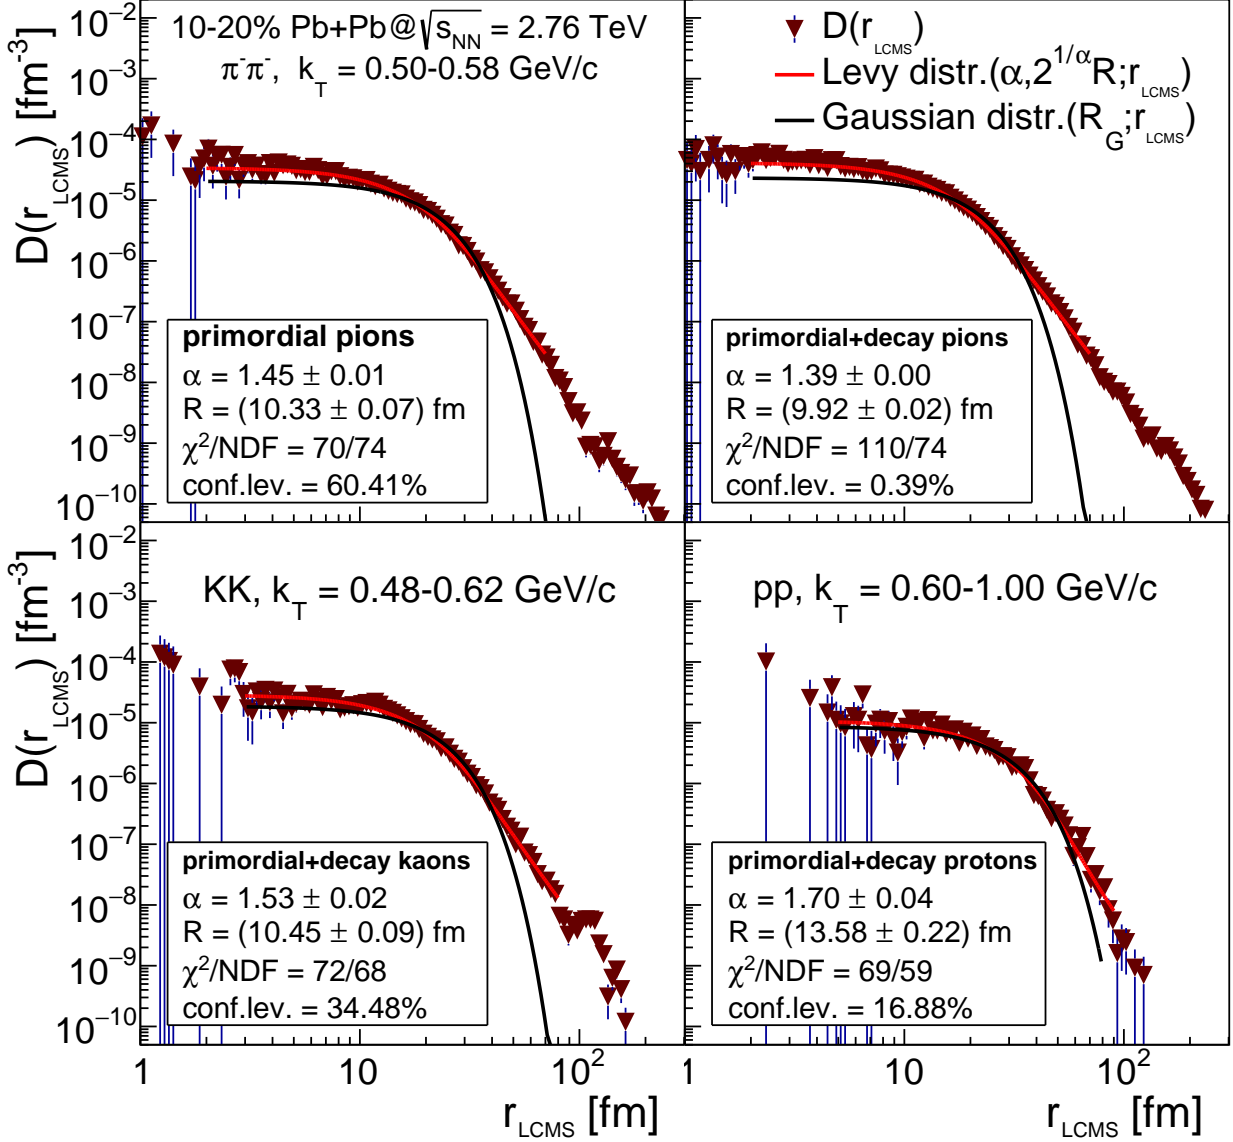 10-20% Pb+Pb@√s_NN = 2.76 TeV
π⁻π⁻, k_T = 0.50-0.58 GeV/c
D(r_LCMS)
Levy distr.(α,2^{1/α}R;r_LCMS)
Gaussian distr.(R_G;r_LCMS)
D(r_LCMS) [fm⁻³]
10⁻²
10⁻³
10⁻⁴
10⁻⁵
10⁻⁶
10⁻⁷
10⁻⁸
10⁻⁹
10⁻¹⁰
primordial pions
α = 1.45 ± 0.01
R = (10.33 ± 0.07) fm
χ²/NDF = 70/74
conf.lev. = 60.41%
primordial+decay pions
α = 1.39 ± 0.00
R = (9.92 ± 0.02) fm
χ²/NDF = 110/74
conf.lev. = 0.39%
KK, k_T = 0.48-0.62 GeV/c
pp, k_T = 0.60-1.00 GeV/c
D(r_LCMS) [fm⁻³]
10⁻²
10⁻³
10⁻⁴
10⁻⁵
10⁻⁶
10⁻⁷
10⁻⁸
10⁻⁹
10⁻¹⁰
primordial+decay kaons
α = 1.53 ± 0.02
R = (10.45 ± 0.09) fm
χ²/NDF = 72/68
conf.lev. = 34.48%
primordial+decay protons
α = 1.70 ± 0.04
R = (13.58 ± 0.22) fm
χ²/NDF = 69/59
conf.lev. = 16.88%
1 10 10² 1 10 10²
r_LCMS [fm]
r_LCMS [fm]